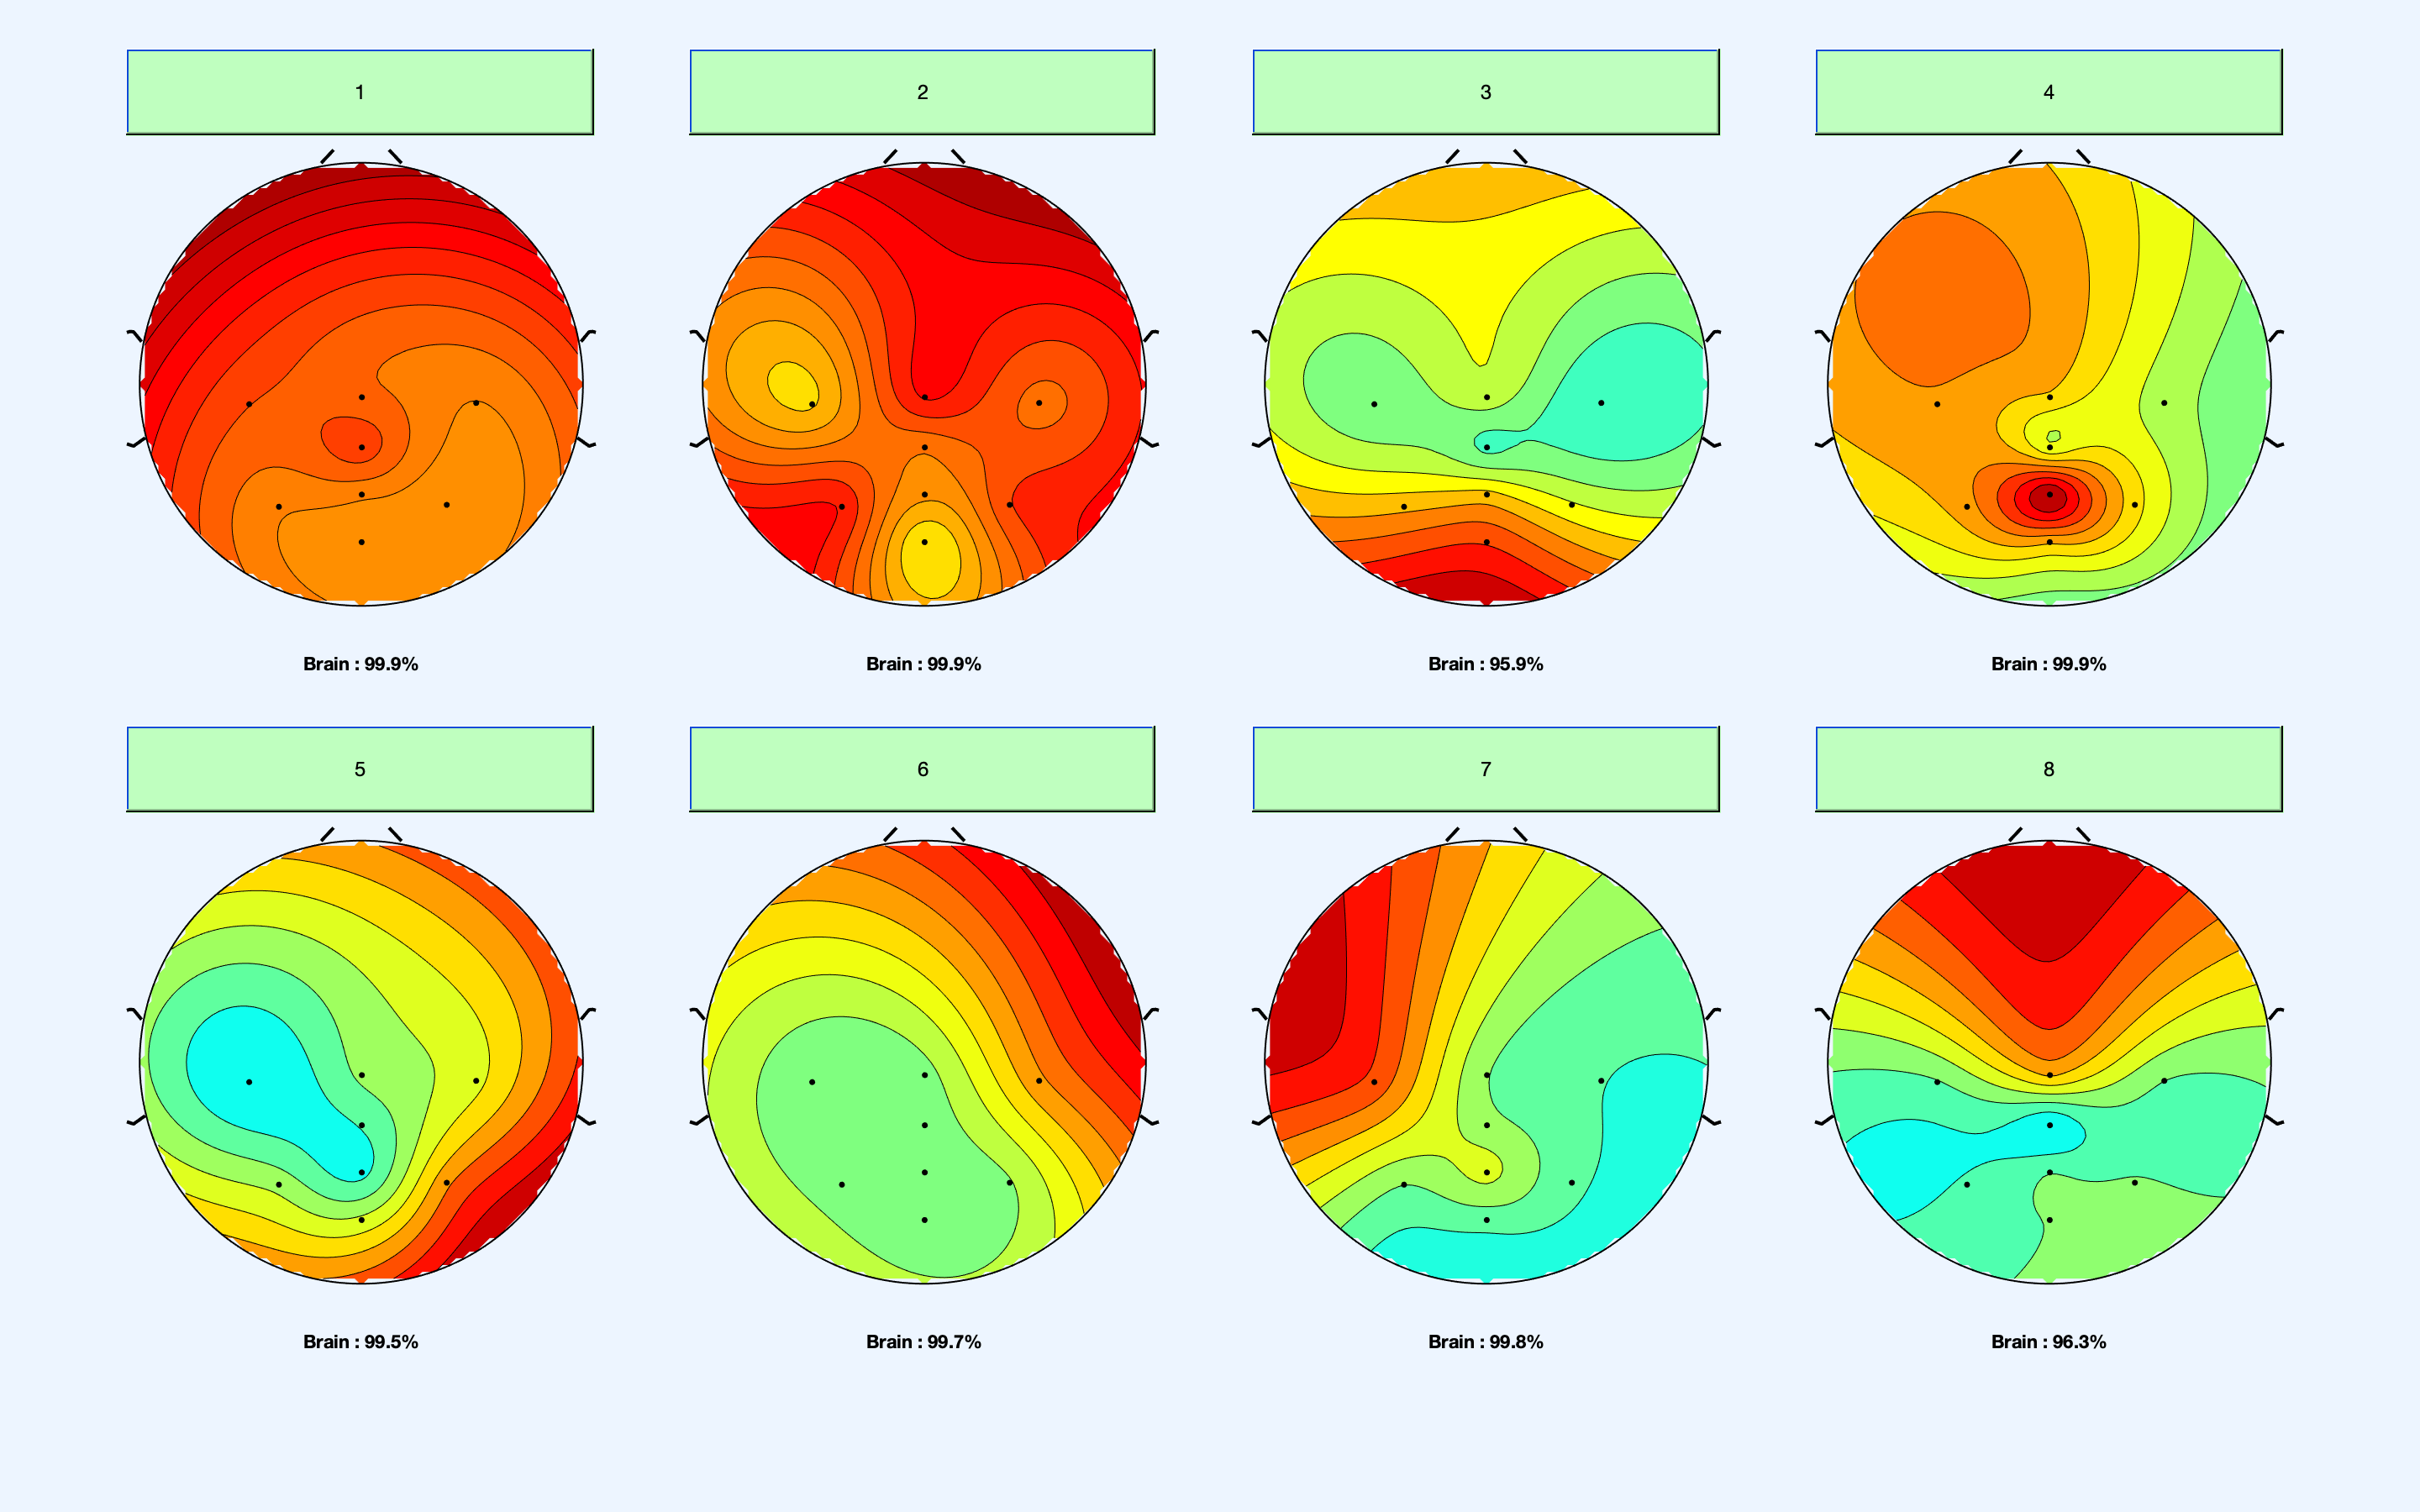 1
2
3
4
Brain : 99.9%
Brain : 99.9%
Brain : 95.9%
Brain : 99.9%
5
6
7
8
Brain : 99.5%
Brain : 99.7%
Brain : 99.8%
Brain : 96.3%